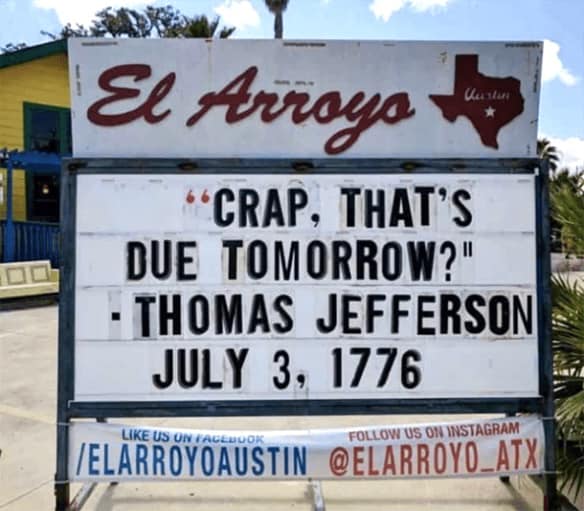 El Arroyo
Austin
“CRAP, THAT'S
DUE TOMORROW?"
· THOMAS JEFFERSON
JULY 3, 1776
LIKE US ON FACEBOOK
/ELARROYOAUSTIN
FOLLOW US ON INSTAGRAM
@ELARROYO_ATX